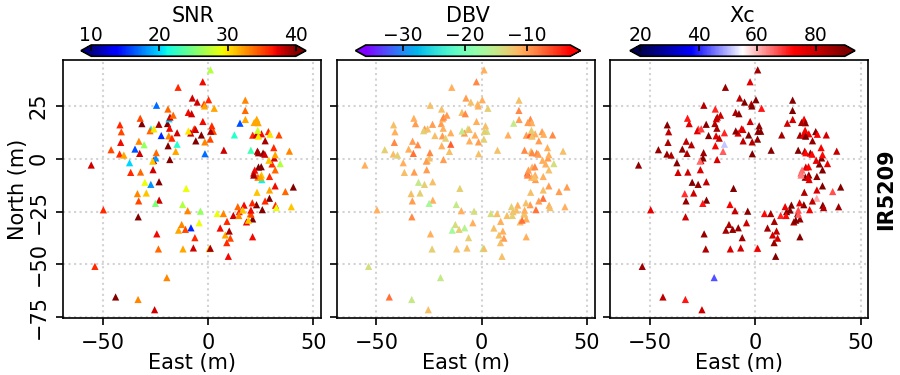 SNR DBV Xc
10 20 30 40 −30 −20 −10 20 40 60 80
25
0
−25
−50
−75
North (m)
IR5209
−50 0 50 −50 0 50 −50 0 50
East (m) East (m) East (m)